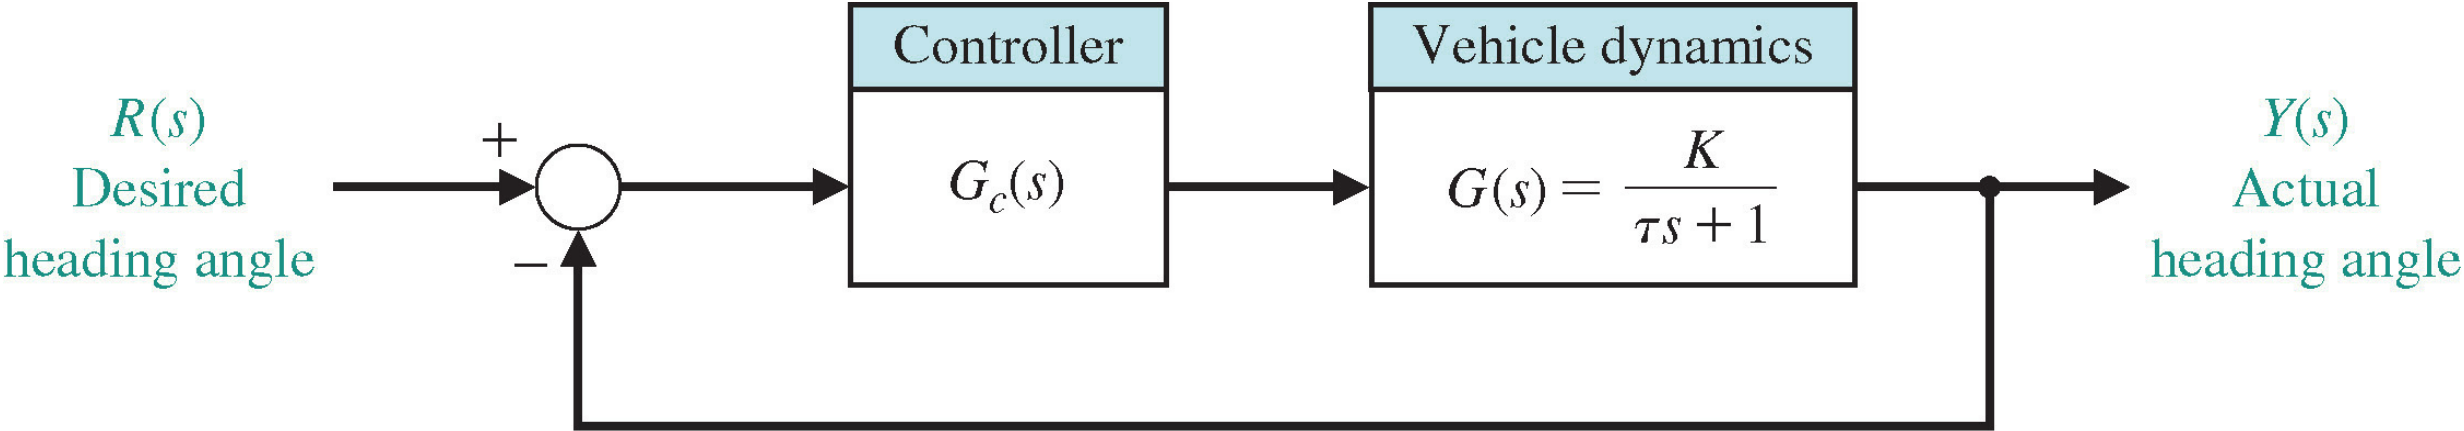 R(s)
Desired
heading angle
+
−
Controller
G_c(s)
Vehicle dynamics
G(s) = K / (τs + 1)
Y(s)
Actual
heading angle